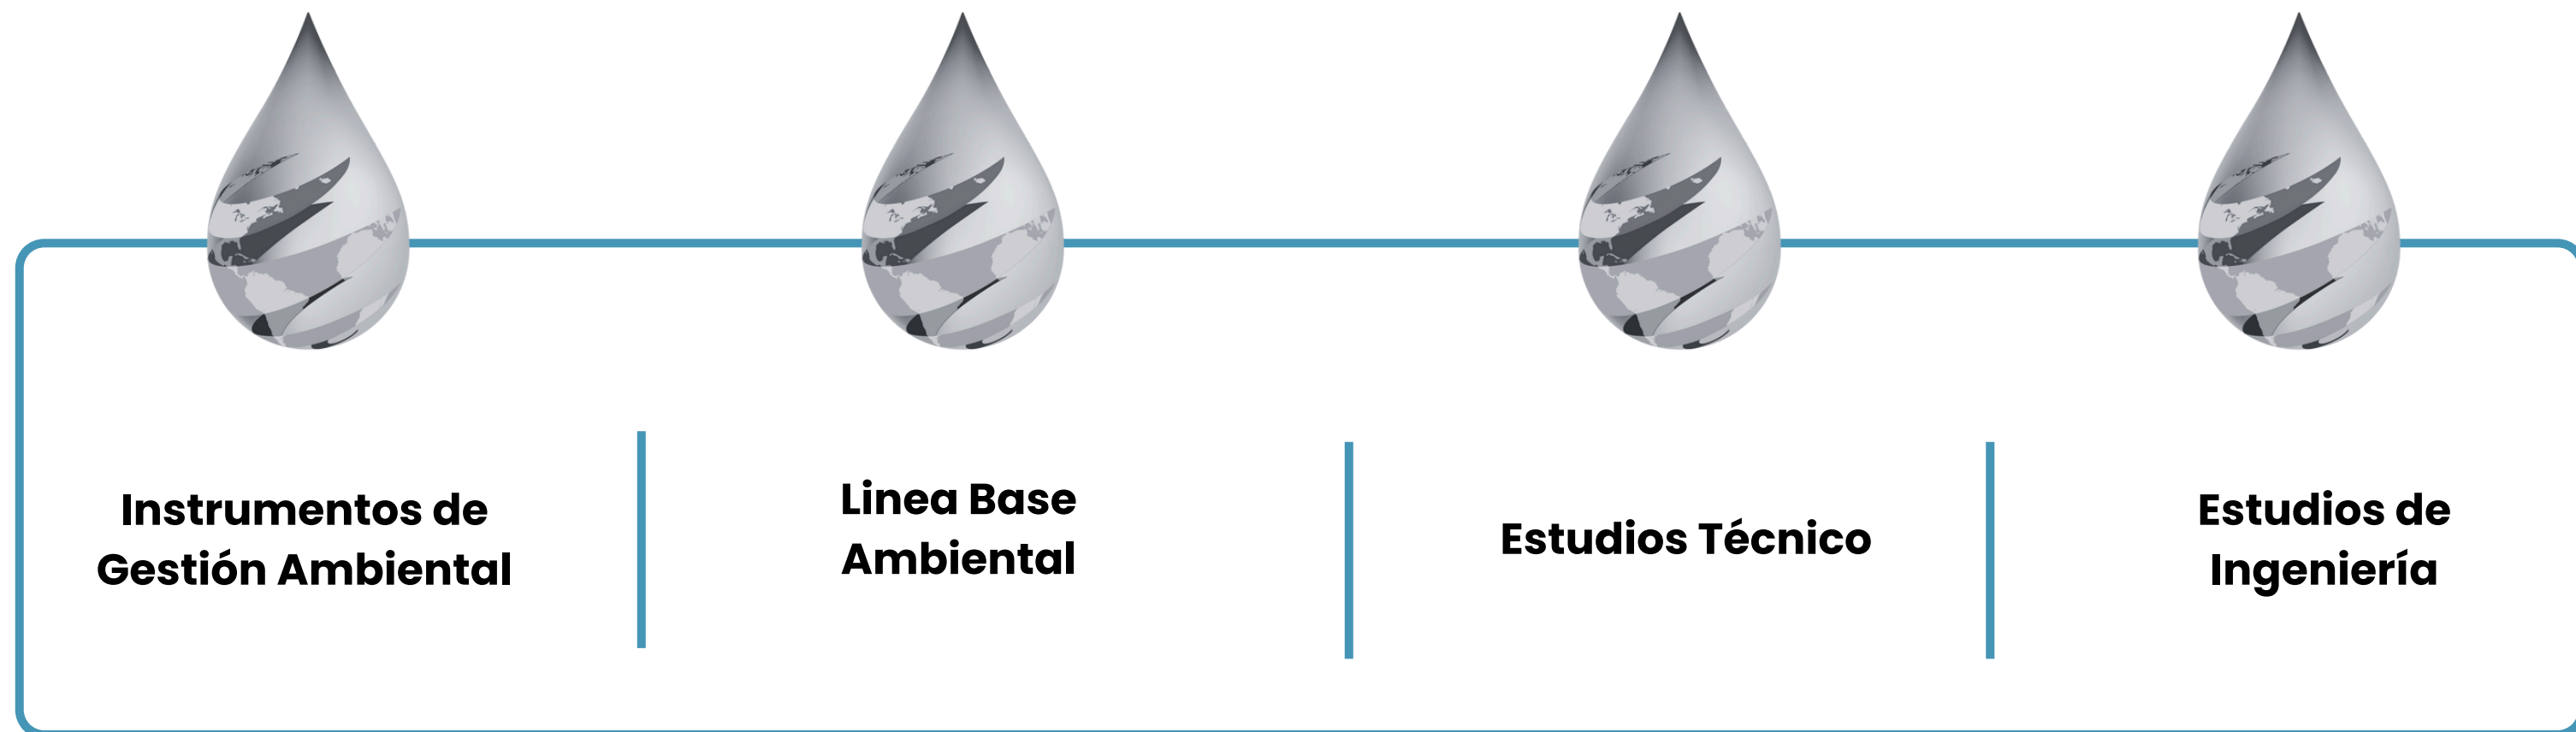 Instrumentos de
Gestión Ambiental
Linea Base
Ambiental
Estudios Técnico
Estudios de
Ingeniería